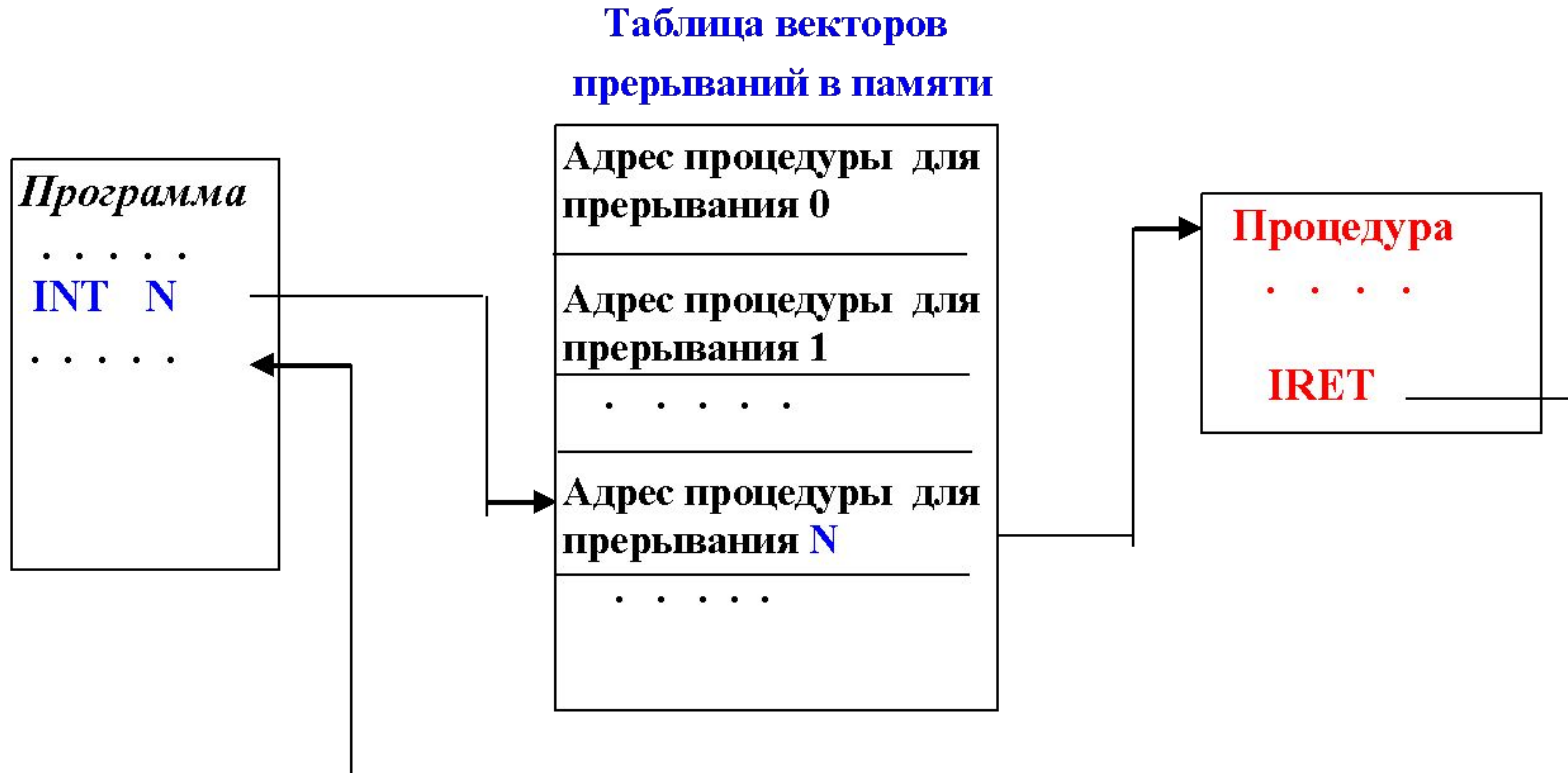 Таблица векторов
прерываний в памяти
Программа
. . . . .
INT N
. . . . .
Адрес процедуры для
прерывания 0
Адрес процедуры для
прерывания 1
. . . . .
Адрес процедуры для
прерывания N
. . . . .
Процедура
. . . .
IRET